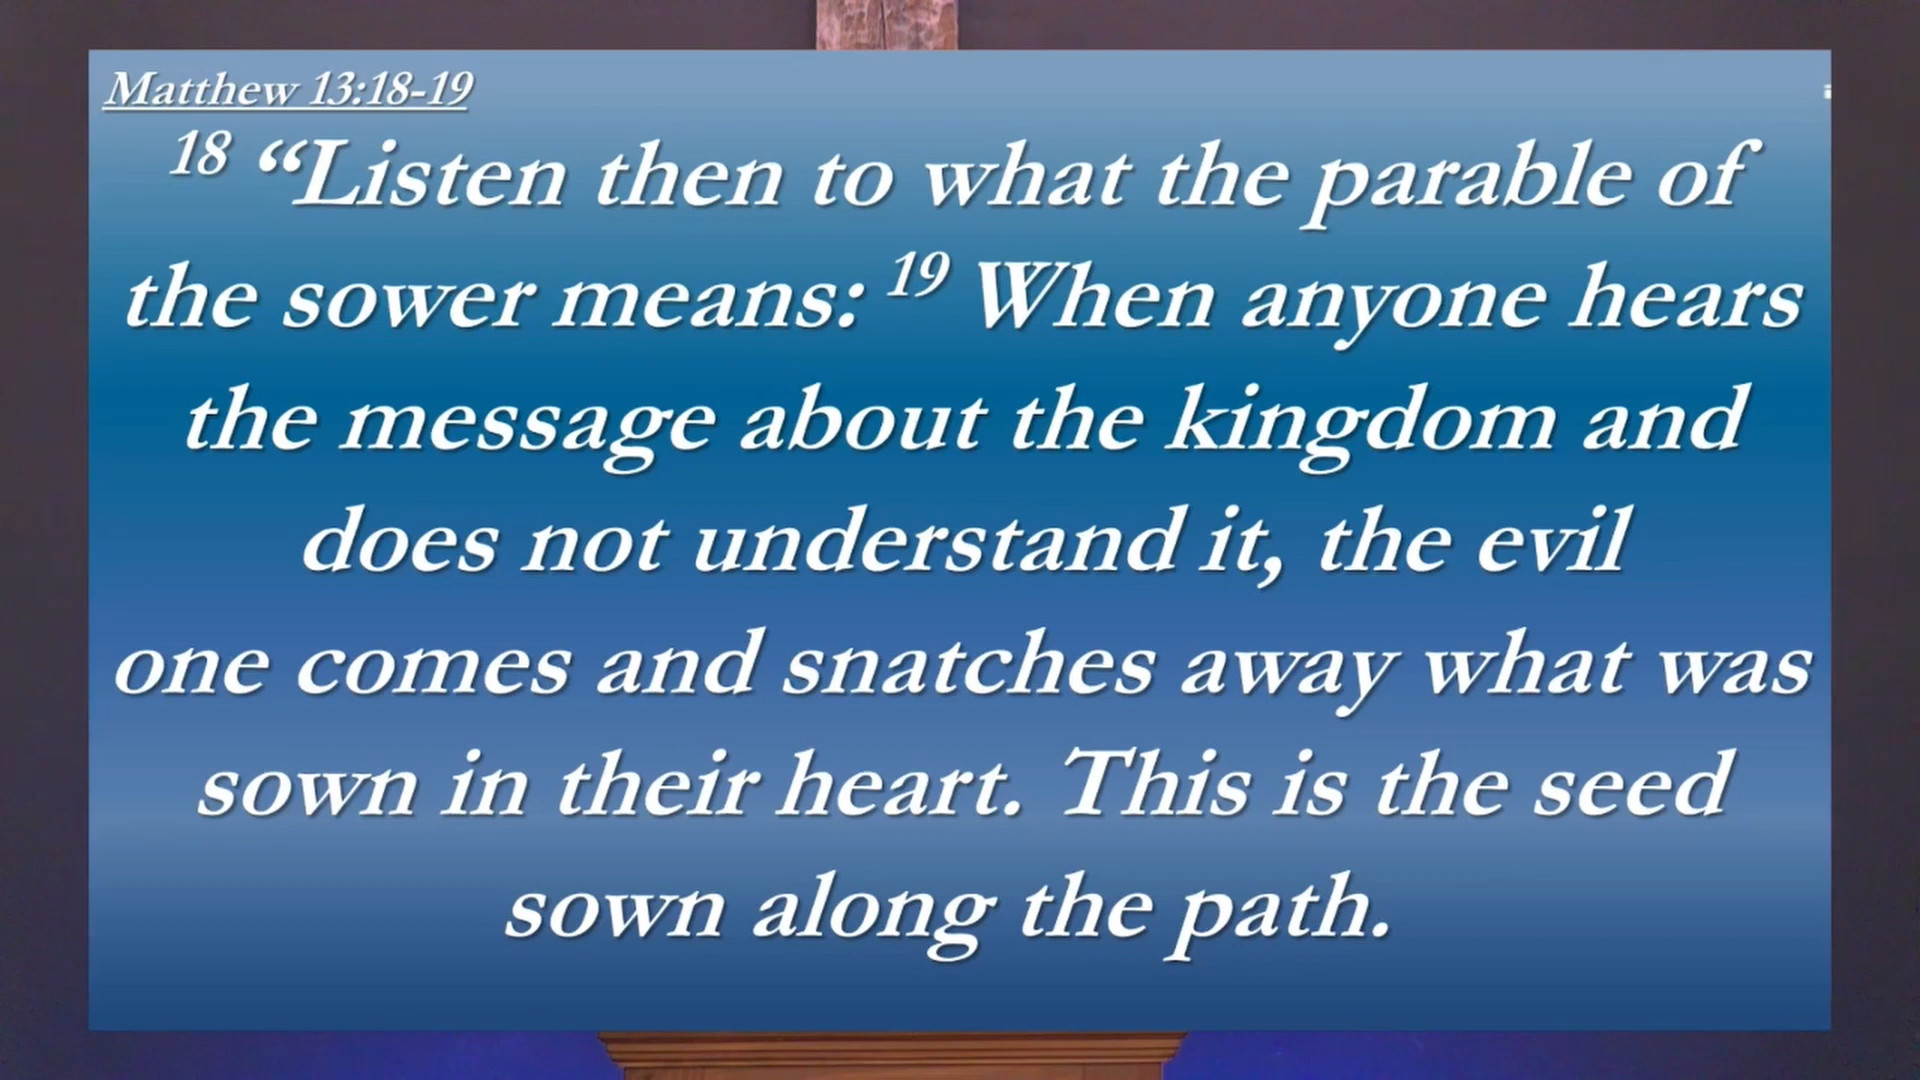 Matthew 13:18-19
18 “Listen then to what the parable of
the sower means: 19 When anyone hears
the message about the kingdom and
does not understand it, the evil
one comes and snatches away what was
sown in their heart. This is the seed
sown along the path.